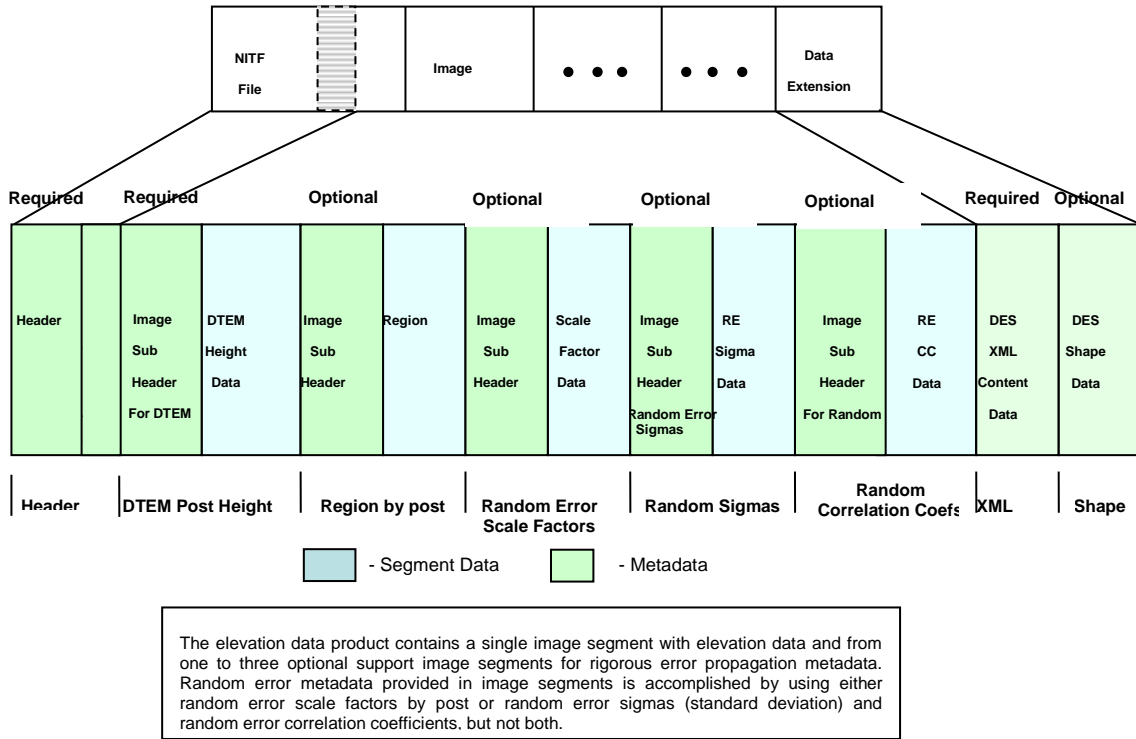 NITF
File
Image
• • •
• • •
Data
Extension
Required
Required
Optional
Optional
Optional
Optional
Required
Optional
Header
Image
Sub
Header
For DTEM
DTEM
Height
Data
Image
Sub
Header
Region
Image
Sub
Header
Scale
Factor
Data
Image
Sub
Header
Random Error
Sigmas
RE
Sigma
Data
Image
Sub
Header
For Random
RE
CC
Data
DES
XML
Content
Data
DES
Shape
Data
Header
DTEM Post Height
Region by post
Random Error
Scale Factors
Random Sigmas
Random
Correlation Coefs
XML
Shape
- Segment Data
- Metadata
The elevation data product contains a single image segment with elevation data and from
one to three optional support image segments for rigorous error propagation metadata.
Random error metadata provided in image segments is accomplished by using either
random error scale factors by post or random error sigmas (standard deviation) and
random error correlation coefficients, but not both.